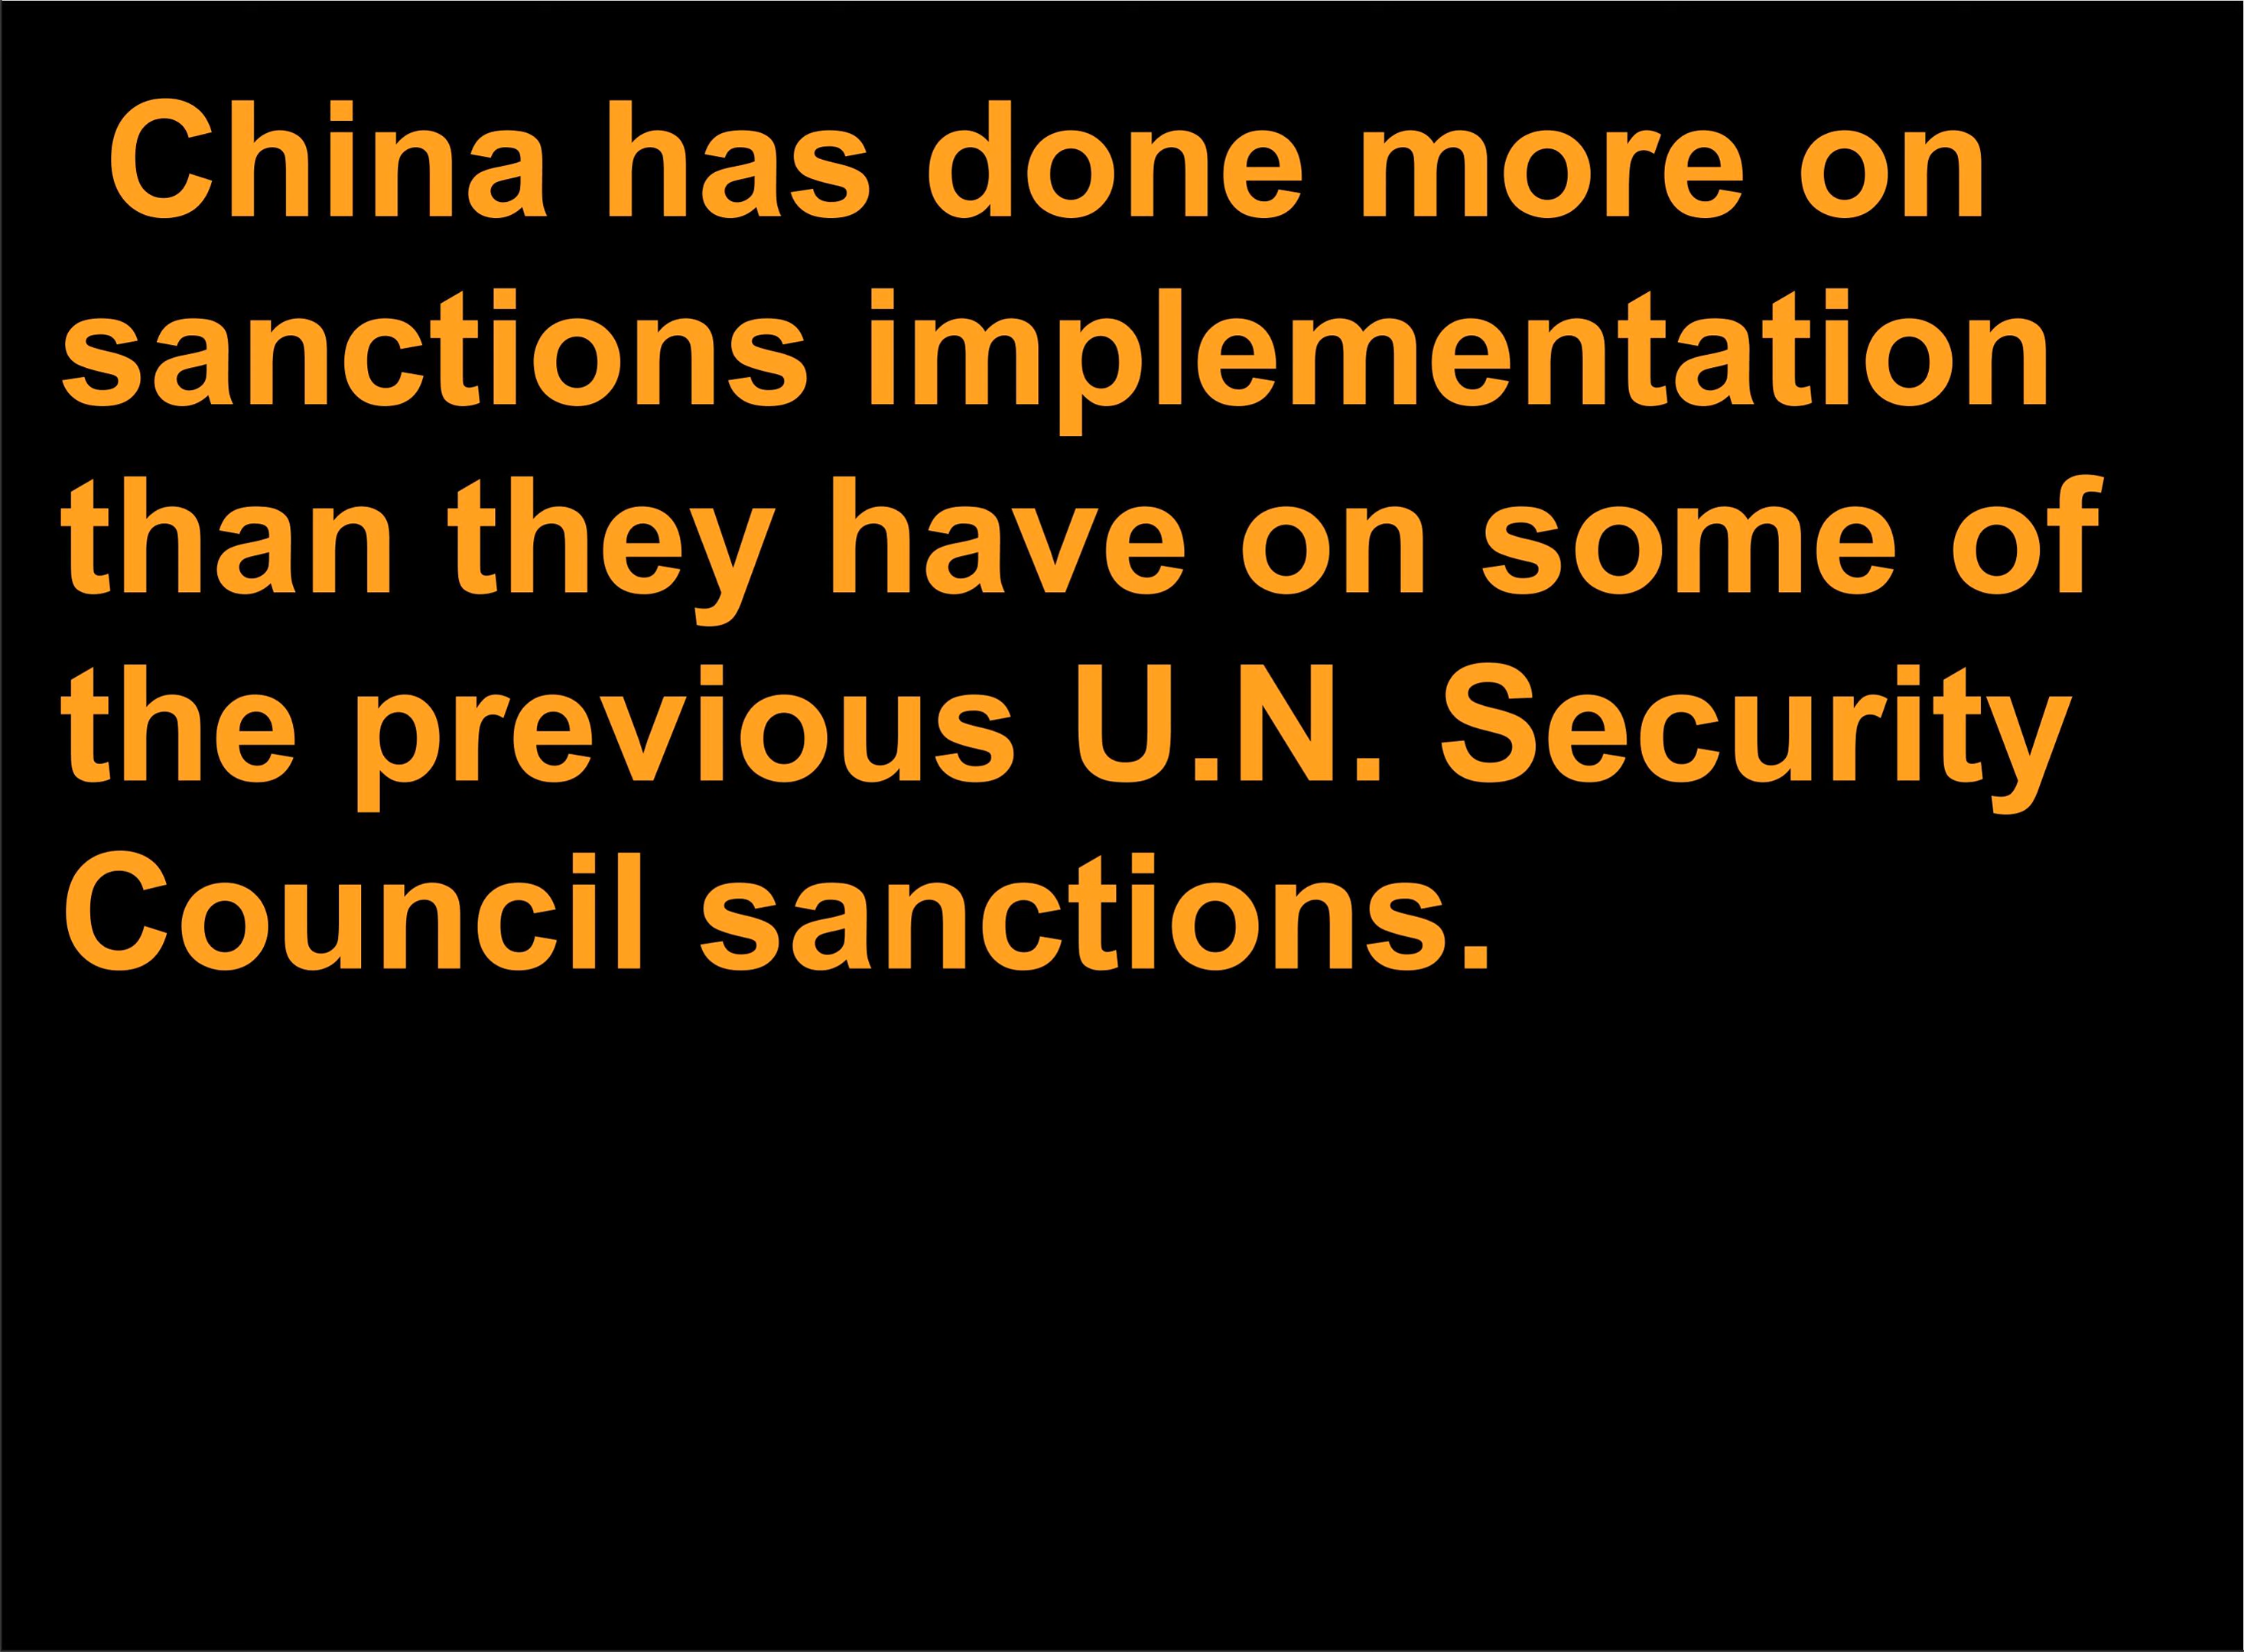 China has done more on
sanctions implementation
than they have on some of
the previous U.N. Security
Council sanctions.